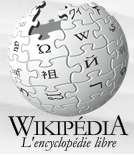 Ω W И
WIKIPÉDIA
L'encyclopédie libre